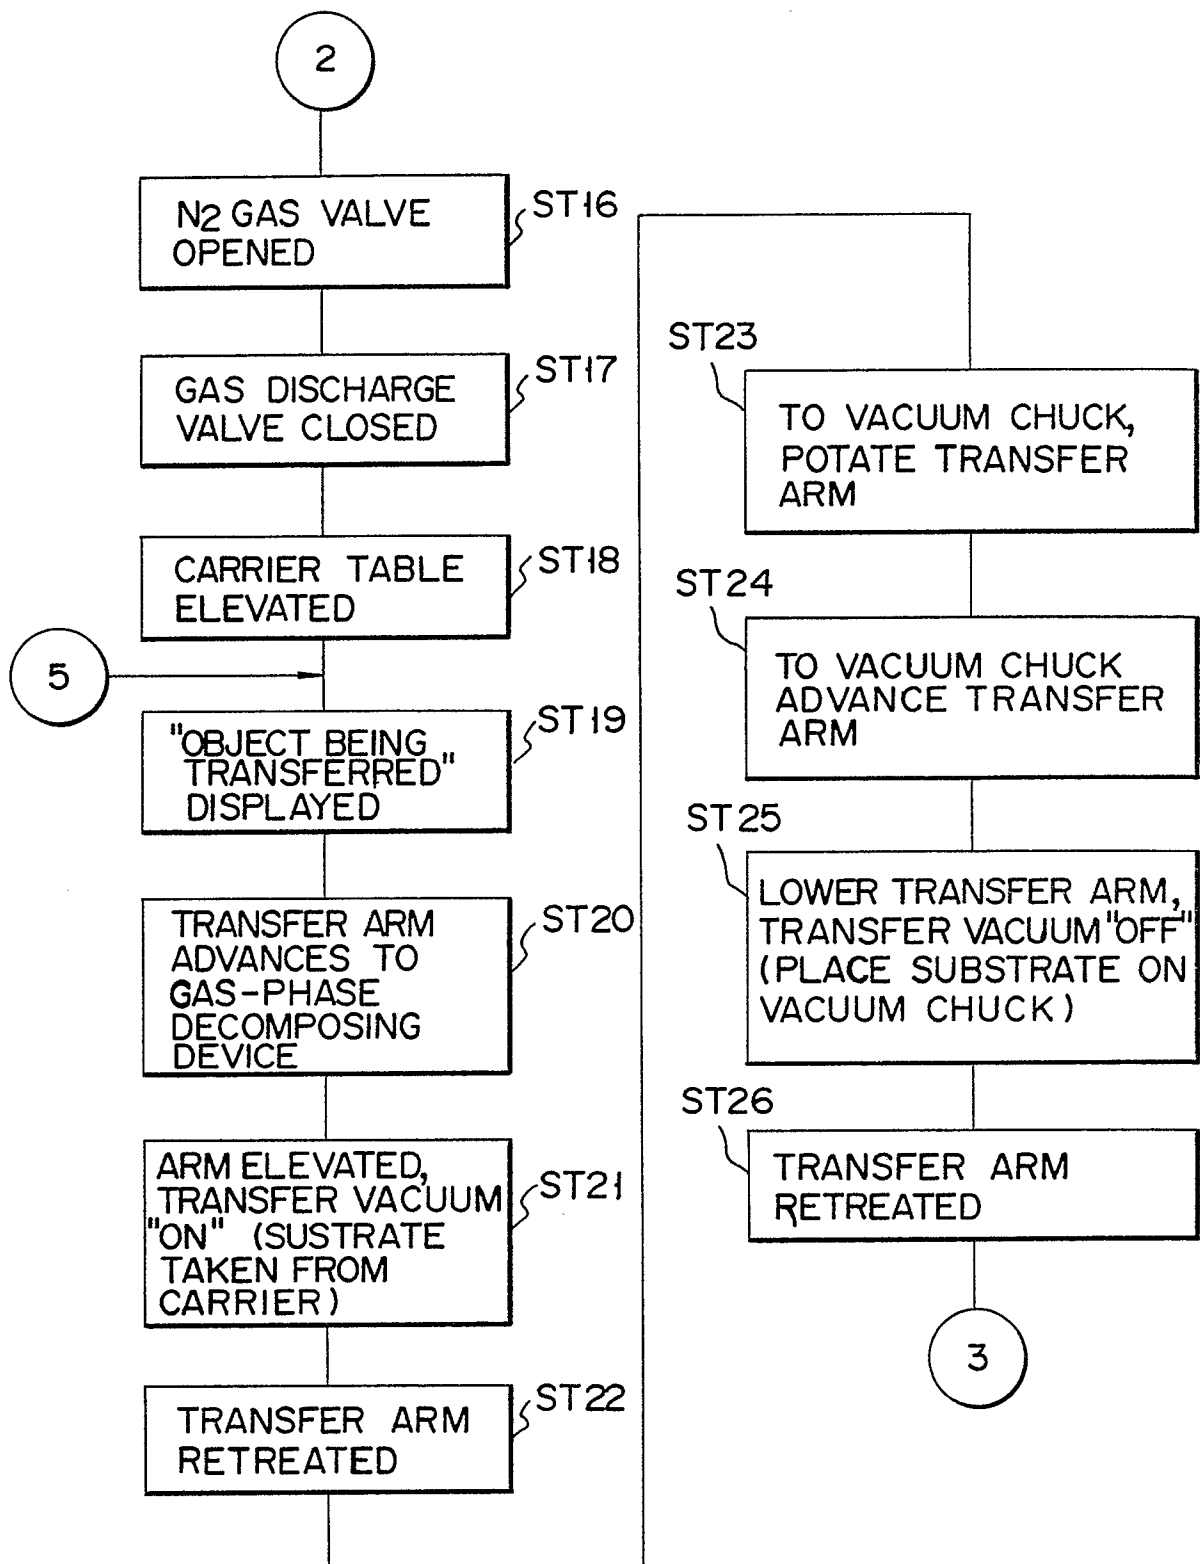 2
N2 GAS VALVE
OPENED
ST16
GAS DISCHARGE
VALVE CLOSED
ST17
CARRIER TABLE
ELEVATED
ST18
5
"OBJECT BEING
TRANSFERRED"
DISPLAYED
ST19
TRANSFER ARM
ADVANCES TO
GAS-PHASE
DECOMPOSING
DEVICE
ST20
ARM ELEVATED,
TRANSFER VACUUM
"ON" (SUSTRATE
TAKEN FROM
CARRIER)
ST21
TRANSFER ARM
RETREATED
ST22
ST23
TO VACUUM CHUCK,
POTATE TRANSFER
ARM
ST24
TO VACUUM CHUCK
ADVANCE TRANSFER
ARM
ST25
LOWER TRANSFER ARM,
TRANSFER VACUUM "OFF"
(PLACE SUBSTRATE ON
VACUUM CHUCK)
ST26
TRANSFER ARM
RETREATED
3